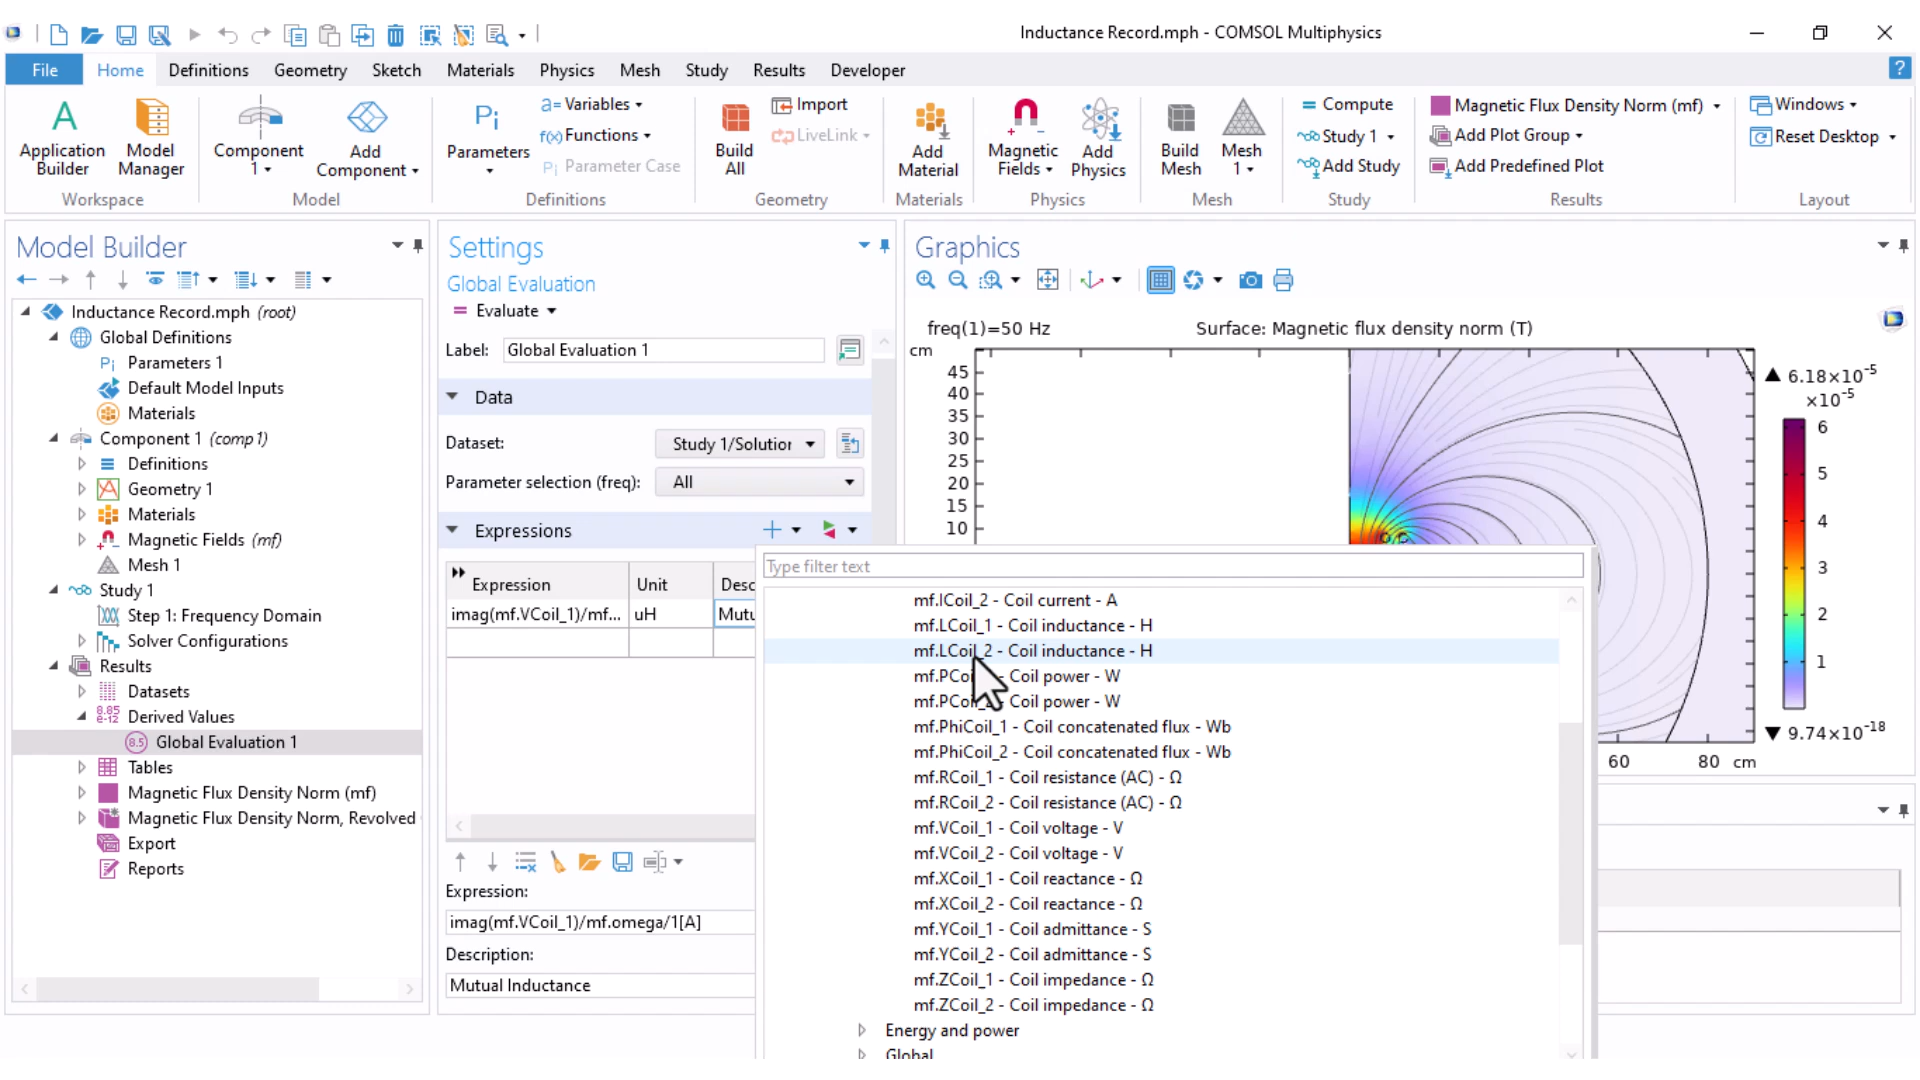 Inductance Record.mph - COMSOL Multiphysics
File Home Definitions Geometry Sketch Materials Physics Mesh Study Results Developer
Application Builder
Model Manager
Workspace
Component 1
Add Component
Model
Pi Parameters
a= Variables
f(x) Functions
Pi Parameter Case
Definitions
Build All
Import
LiveLink
Geometry
Add Material
Materials
Magnetic Fields
Add Physics
Physics
Build Mesh
Mesh 1
Mesh
= Compute
Study 1
Add Study
Study
Magnetic Flux Density Norm (mf)
Add Plot Group
Add Predefined Plot
Results
Windows
Reset Desktop
Layout
Model Builder
Inductance Record.mph (root)
Global Definitions
Pi Parameters 1
Default Model Inputs
Materials
Component 1 (comp1)
Definitions
Geometry 1
Materials
Magnetic Fields (mf)
Mesh 1
Study 1
Step 1: Frequency Domain
Solver Configurations
Results
Datasets
8.85 e-12 Derived Values
8.5 Global Evaluation 1
Tables
Magnetic Flux Density Norm (mf)
Magnetic Flux Density Norm, Revolved
Export
Reports
Settings
Global Evaluation
= Evaluate
Label: Global Evaluation 1
Data
Dataset: Study 1/Solution
Parameter selection (freq): All
Expressions
Expression Unit Desc
imag(mf.VCoil_1)/mf... uH Mutu
Expression:
imag(mf.VCoil_1)/mf.omega/1[A]
Description:
Mutual Inductance
Type filter text
mf.ICoil_2 - Coil current - A
mf.LCoil_1 - Coil inductance - H
mf.LCoil_2 - Coil inductance - H
mf.PCoi - Coil power - W
mf.PCoi - Coil power - W
mf.PhiCoil_1 - Coil concatenated flux - Wb
mf.PhiCoil_2 - Coil concatenated flux - Wb
mf.RCoil_1 - Coil resistance (AC) - Ω
mf.RCoil_2 - Coil resistance (AC) - Ω
mf.VCoil_1 - Coil voltage - V
mf.VCoil_2 - Coil voltage - V
mf.XCoil_1 - Coil reactance - Ω
mf.XCoil_2 - Coil reactance - Ω
mf.YCoil_1 - Coil admittance - S
mf.YCoil_2 - Coil admittance - S
mf.ZCoil_1 - Coil impedance - Ω
mf.ZCoil_2 - Coil impedance - Ω
Energy and power
Global
Graphics
freq(1)=50 Hz Surface: Magnetic flux density norm (T)
cm
45
40
35
30
25
20
15
10
60 80 cm
▲ 6.18×10⁻⁵
×10⁻⁵
6
5
4
3
2
1
▼ 9.74×10⁻¹⁸